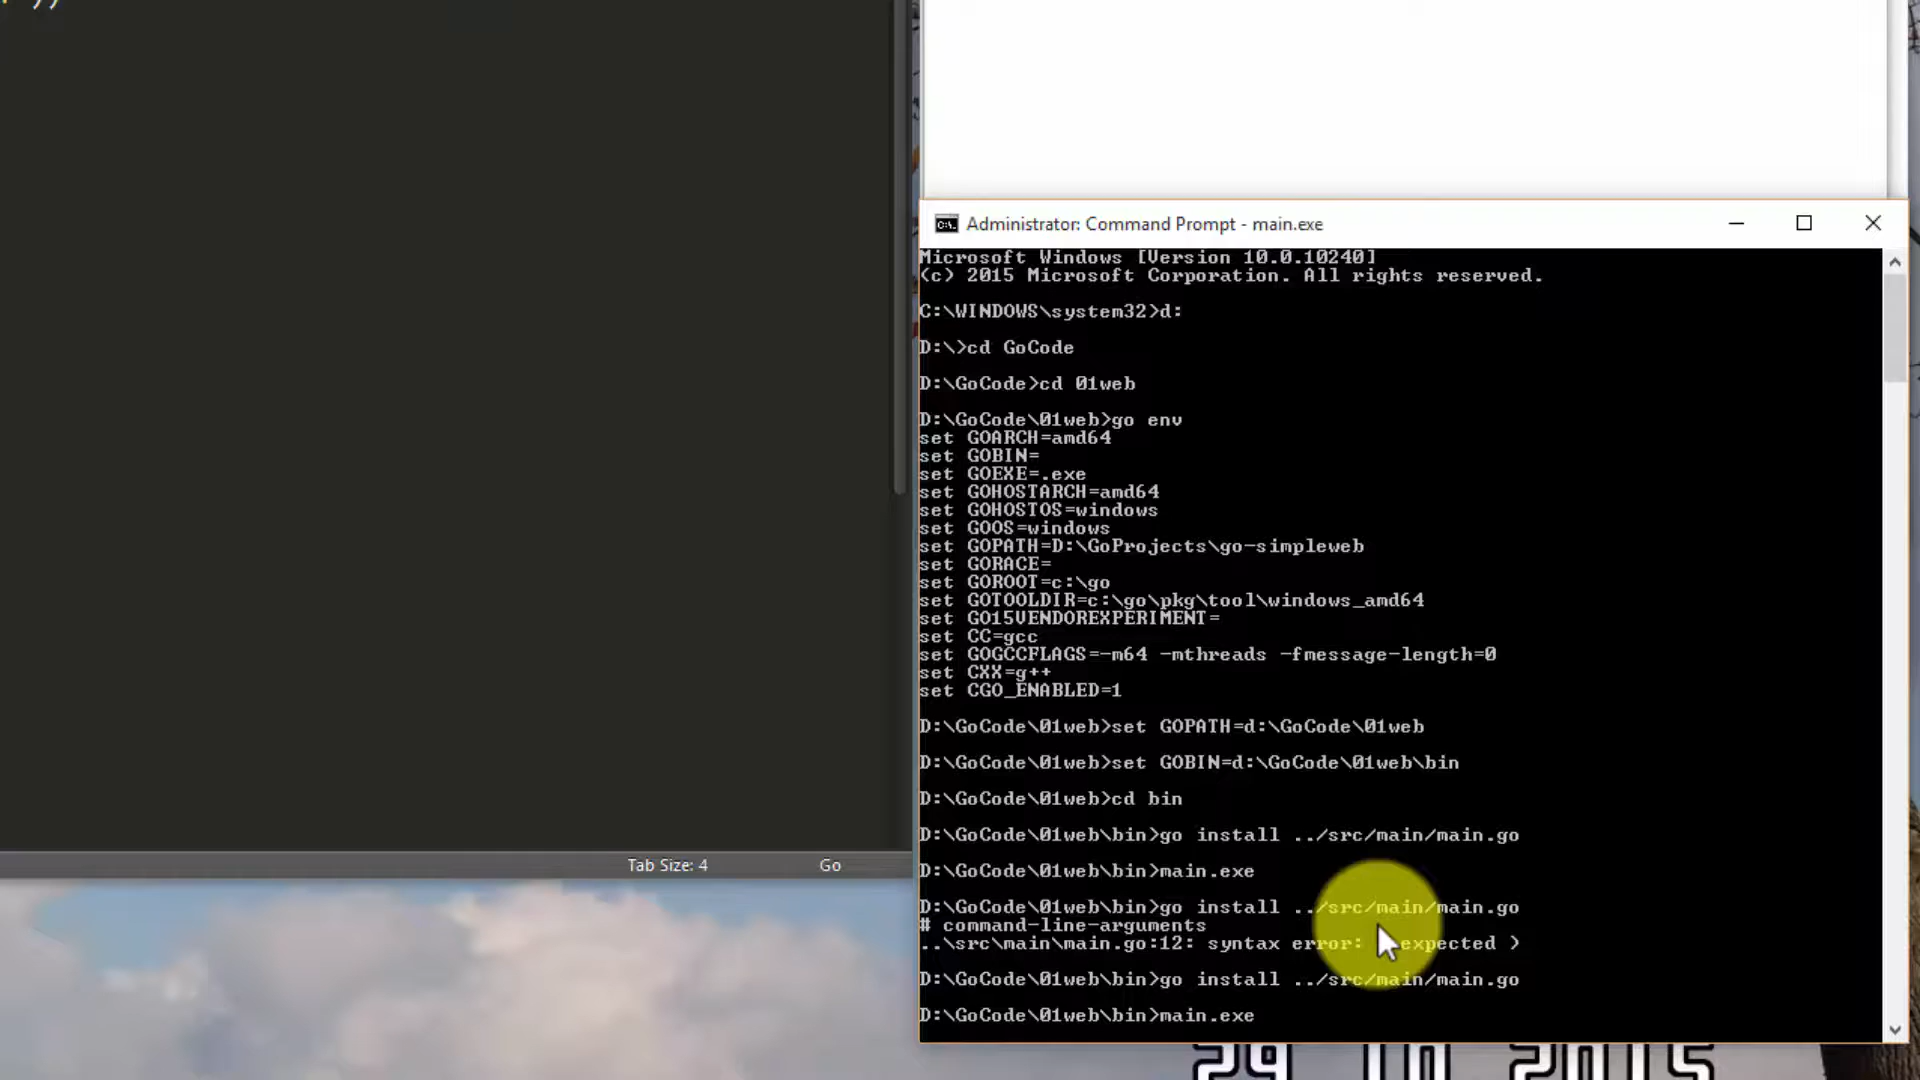 Administrator: Command Prompt - main.exe
Microsoft Windows [Version 10.0.10240]
(c) 2015 Microsoft Corporation. All rights reserved.
C:\WINDOWS\system32>d:
D:\>cd GoCode
D:\GoCode>cd 01web
D:\GoCode\01web>go env
set GOARCH=amd64
set GOBIN=
set GOEXE=.exe
set GOHOSTARCH=amd64
set GOHOSTOS=windows
set GOOS=windows
set GOPATH=D:\GoProjects\go-simpleweb
set GORACE=
set GOROOT=c:\go
set GOTOOLDIR=c:\go\pkg\tool\windows_amd64
set GO15VENDOREXPERIMENT=
set CC=gcc
set GOGCCFLAGS=-m64 -mthreads -fmessage-length=0
set CXX=g++
set CGO_ENABLED=1
D:\GoCode\01web>set GOPATH=d:\GoCode\01web
D:\GoCode\01web>set GOBIN=d:\GoCode\01web\bin
D:\GoCode\01web>cd bin
D:\GoCode\01web\bin>go install ../src/main/main.go
D:\GoCode\01web\bin>main.exe
D:\GoCode\01web\bin>go install ../src/main/main.go
# command-line-arguments
..\src\main\main.go:12: syntax error: )
D:\GoCode\01web\bin>go install ../src/main/main.go
D:\GoCode\01web\bin>main.exe
Tab Size: 4
Go
29 10 2015